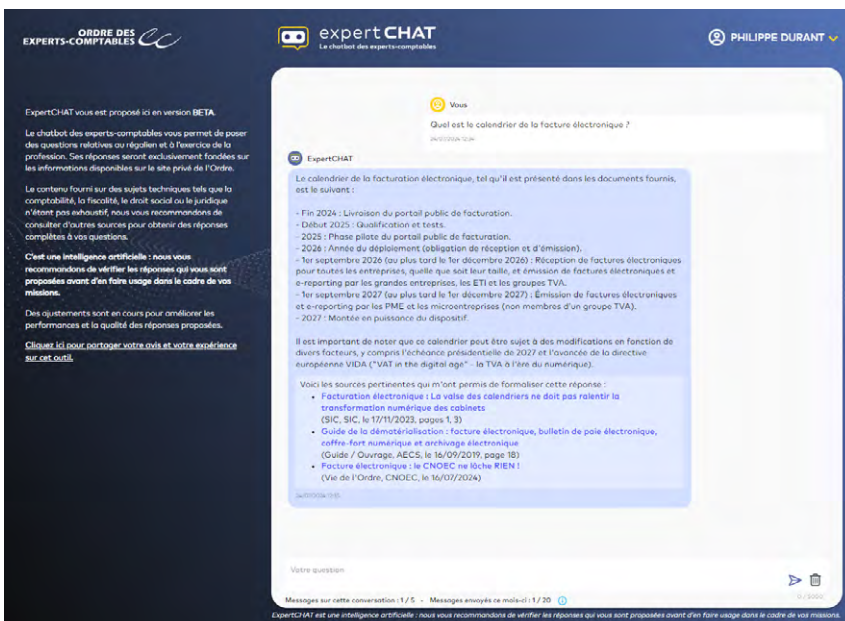 ORDRE DES
EXPERTS-COMPTABLES
expertCHAT
Le chatbot des experts-comptables
PHILIPPE DURANT
ExpertCHAT vous est proposé ici en version BETA.
Le chatbot des experts-comptables vous permet de poser
des questions relatives au régalien et à l'exercice de la
profession. Ses réponses seront exclusivement fondées sur
les informations disponibles sur le site privé de l'Ordre.
Le contenu fourni sur des sujets techniques tels que la
comptabilité, la fiscalité, le droit social ou le juridique
n'étant pas exhaustif, nous vous recommandons de
consulter d'autres sources pour obtenir des réponses
complètes à vos questions.
C'est une intelligence artificielle : nous vous
recommandons de vérifier les réponses qui vous sont
proposées avant d'en faire usage dans le cadre de vos
missions.
Des ajustements sont en cours pour améliorer les
performances et la qualité des réponses proposées.
Cliquez ici pour partager votre avis et votre expérience
sur cet outil.
Vous
Quel est le calendrier de la facture électronique ?
ExpertCHAT
Le calendrier de la facturation électronique, tel qu'il est présenté dans les documents fournis,
est le suivant :
- Fin 2024 : Livraison du portail public de facturation.
- Début 2025 : Qualification et tests.
- 2025 : Phase pilote du portail public de facturation.
- 2026 : Année du déploiement (obligation de réception et d'émission).
- 1er septembre 2026 (au plus tard le 1er décembre 2026) : Réception de factures électroniques
pour toutes les entreprises, quelle que soit leur taille, et émission de factures électroniques et
e-reporting par les grandes entreprises, les ETI et les groupes TVA.
- 1er septembre 2027 (au plus tard le 1er décembre 2027) : Émission de factures électroniques
et e-reporting par les PME et les microentreprises (non membres d'un groupe TVA).
- 2027 : Montée en puissance du dispositif.
Il est important de noter que ce calendrier peut être sujet à des modifications en fonction de
divers facteurs, y compris l'échéance présidentielle de 2027 et l'avancée de la directive
européenne VIDA ("VAT in the digital age" - la TVA à l'ère du numérique).
Voici les sources pertinentes qui m'ont permis de formaliser cette réponse :
• Facturation électronique : La valse des calendriers ne doit pas ralentir la
transformation numérique des cabinets
(SIC, SIC, le 17/11/2023, pages 1, 3)
• Guide de la dématérialisation : facture électronique, bulletin de paie électronique,
coffre-fort numérique et archivage électronique
(Guide / Ouvrage, AECS, le 16/09/2019, page 18)
• Facture électronique : le CNOEC ne lâche RIEN !
(Vie de l'Ordre, CNOEC, le 16/07/2024)
Votre question
0 / 5000
Messages sur cette conversation : 1 / 5 - Messages envoyés ce mois-ci : 1 / 20
ExpertCHAT est une intelligence artificielle : nous vous recommandons de vérifier les réponses qui vous sont proposées avant d'en faire usage dans le cadre de vos missions.